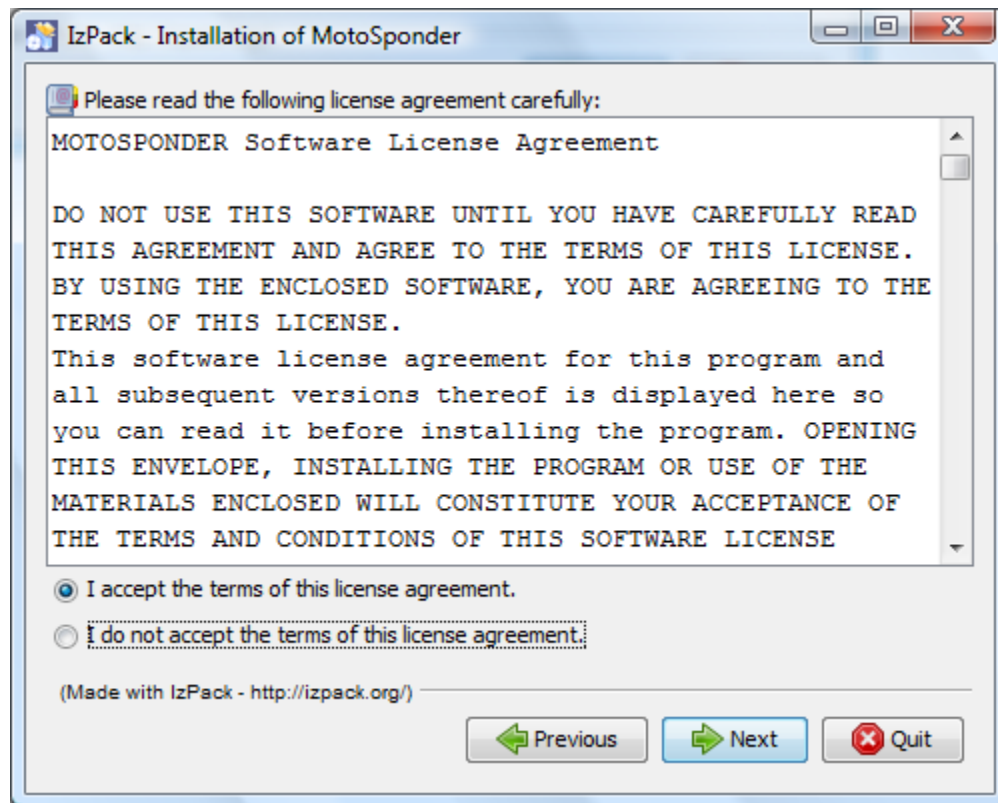 IzPack - Installation of MotoSponder
Please read the following license agreement carefully:
MOTOSPONDER Software License Agreement
DO NOT USE THIS SOFTWARE UNTIL YOU HAVE CAREFULLY READ
THIS AGREEMENT AND AGREE TO THE TERMS OF THIS LICENSE.
BY USING THE ENCLOSED SOFTWARE, YOU ARE AGREEING TO THE
TERMS OF THIS LICENSE.
This software license agreement for this program and
all subsequent versions thereof is displayed here so
you can read it before installing the program. OPENING
THIS ENVELOPE, INSTALLING THE PROGRAM OR USE OF THE
MATERIALS ENCLOSED WILL CONSTITUTE YOUR ACCEPTANCE OF
THE TERMS AND CONDITIONS OF THIS SOFTWARE LICENSE
I accept the terms of this license agreement.
I do not accept the terms of this license agreement.
(Made with IzPack - http://izpack.org/)
Previous
Next
Quit